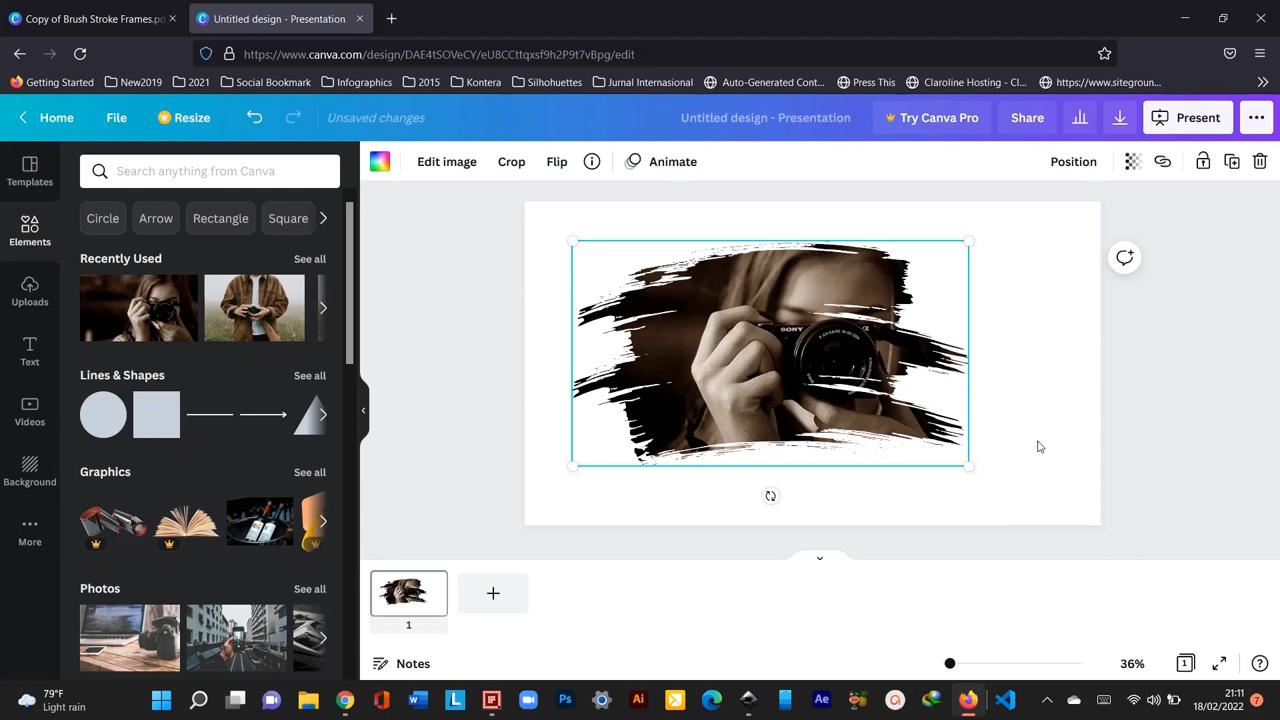 Copy of Brush Stroke Frames.pd
Untitled design - Presentation
https://www.canva.com/design/DAE4tSOVeCY/eU8CCttqxsf9h2P9t7vBpg/edit
Getting Started
New2019
2021
Social Bookmark
Infographics
2015
Kontera
Silhohuettes
Jurnal Internasional
Auto-Generated Cont...
Press This
Claroline Hosting - Cl...
https://www.sitegroun...
Home
File
Resize
Unsaved changes
Untitled design - Presentation
Try Canva Pro
Share
Present
Templates
Elements
Uploads
Text
Videos
Background
More
Search anything from Canva
Circle
Arrow
Rectangle
Square
Recently Used
See all
Lines & Shapes
See all
Graphics
See all
Photos
See all
Edit image
Crop
Flip
Animate
Position
SONY
1
Notes
36%
1
79°F
Light rain
21:11
18/02/2022